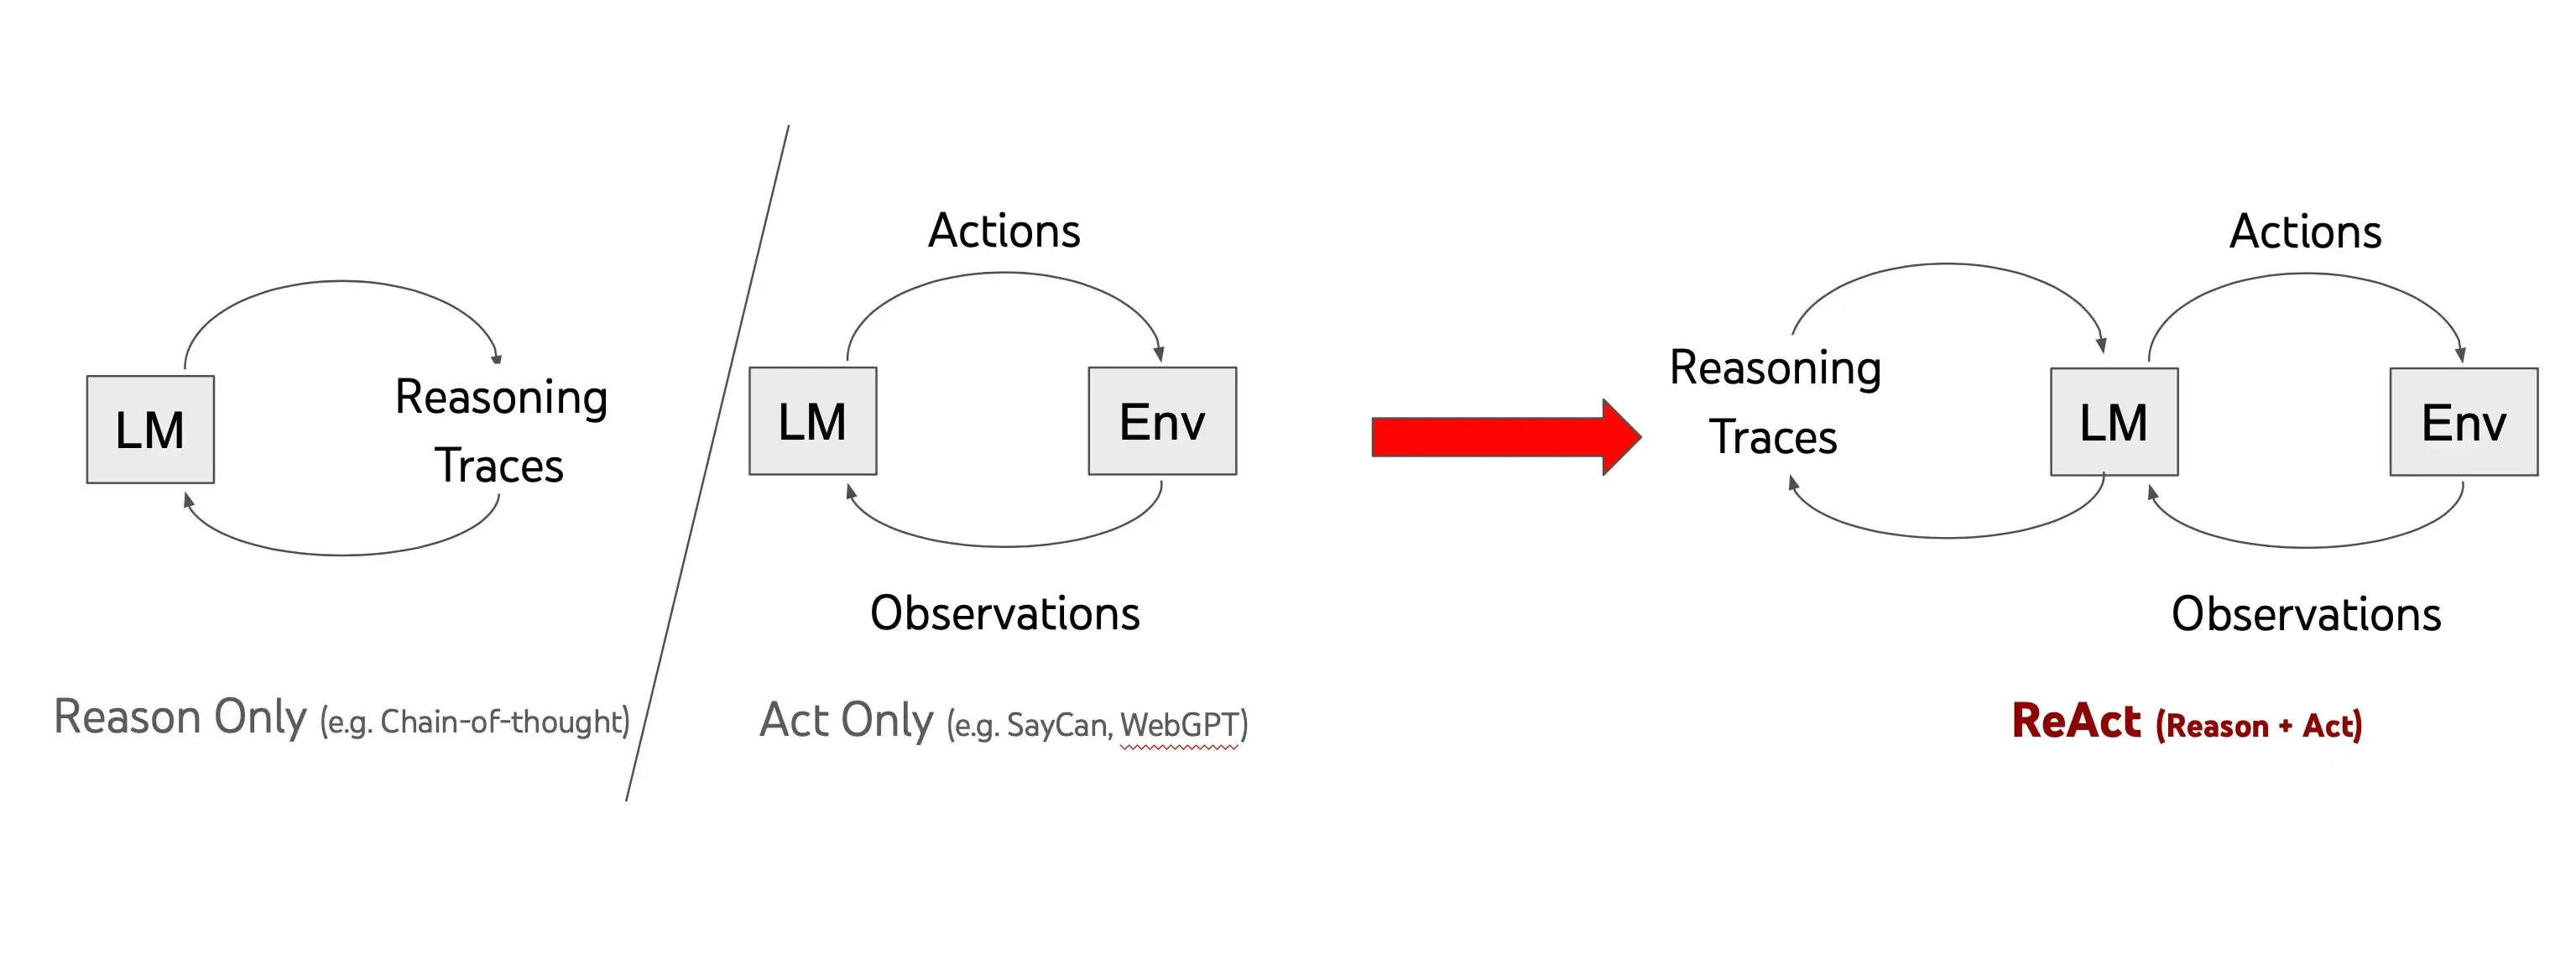 LM
Reasoning
Traces
Reason Only (e.g. Chain-of-thought)
Actions
LM
Env
Observations
Act Only (e.g. SayCan, WebGPT)
Reasoning
Traces
Actions
LM
Env
Observations
ReAct (Reason + Act)